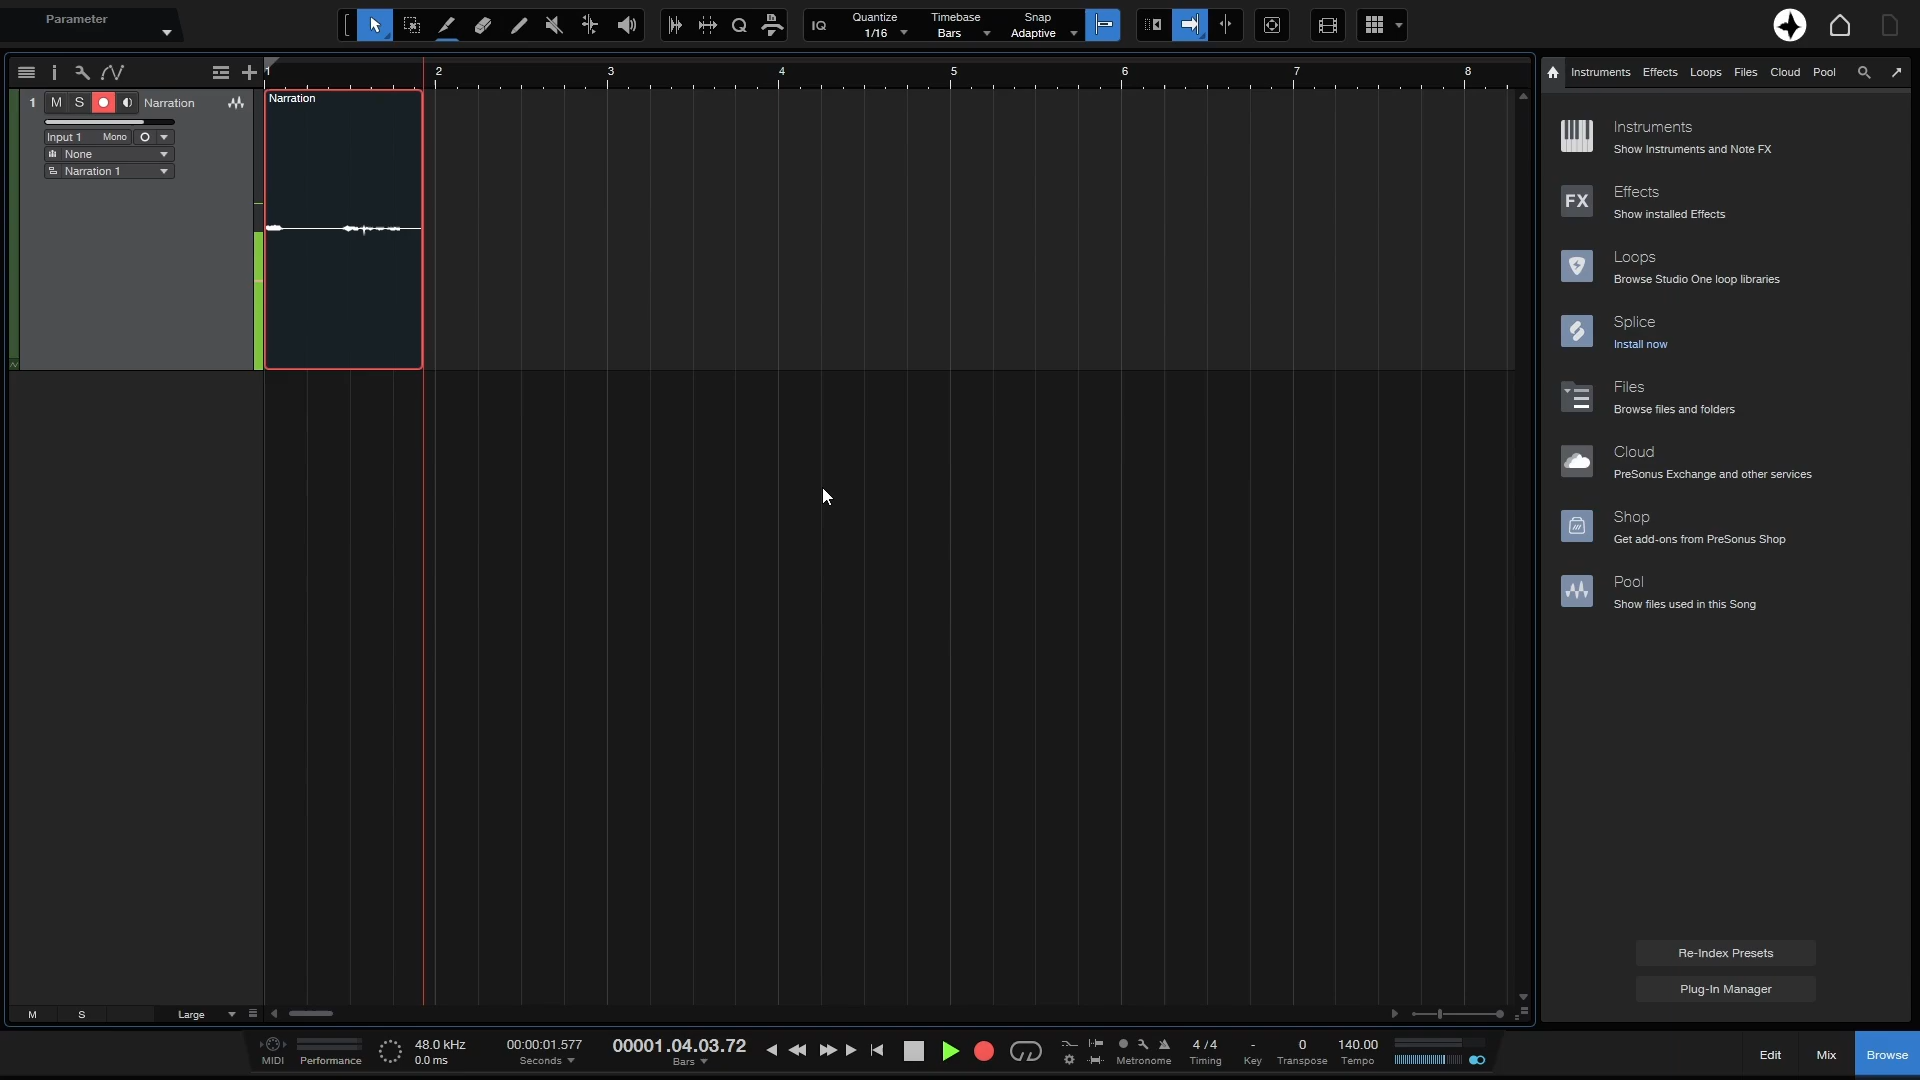 Parameter
IQ
Quantize
1/16
Timebase
Bars
Snap
Adaptive
1 2 3 4 5 6 7 8
Instruments Effects Loops Files Cloud Pool
1 M S Narration
Input 1 Mono
None
Narration 1
Narration
Instruments
Show Instruments and Note FX
FX
Effects
Show installed Effects
Loops
Browse Studio One loop libraries
Splice
Install now
Files
Browse files and folders
Cloud
PreSonus Exchange and other services
Shop
Get add-ons from PreSonus Shop
Pool
Show files used in this Song
Re-Index Presets
Plug-In Manager
M S Large
MIDI
Performance
48.0 kHz
0.0 ms
00:00:01.577
Seconds
00001.04.03.72
Bars
Metronome
4 / 4
Timing
-
Key
0
Transpose
140.00
Tempo
Edit Mix Browse